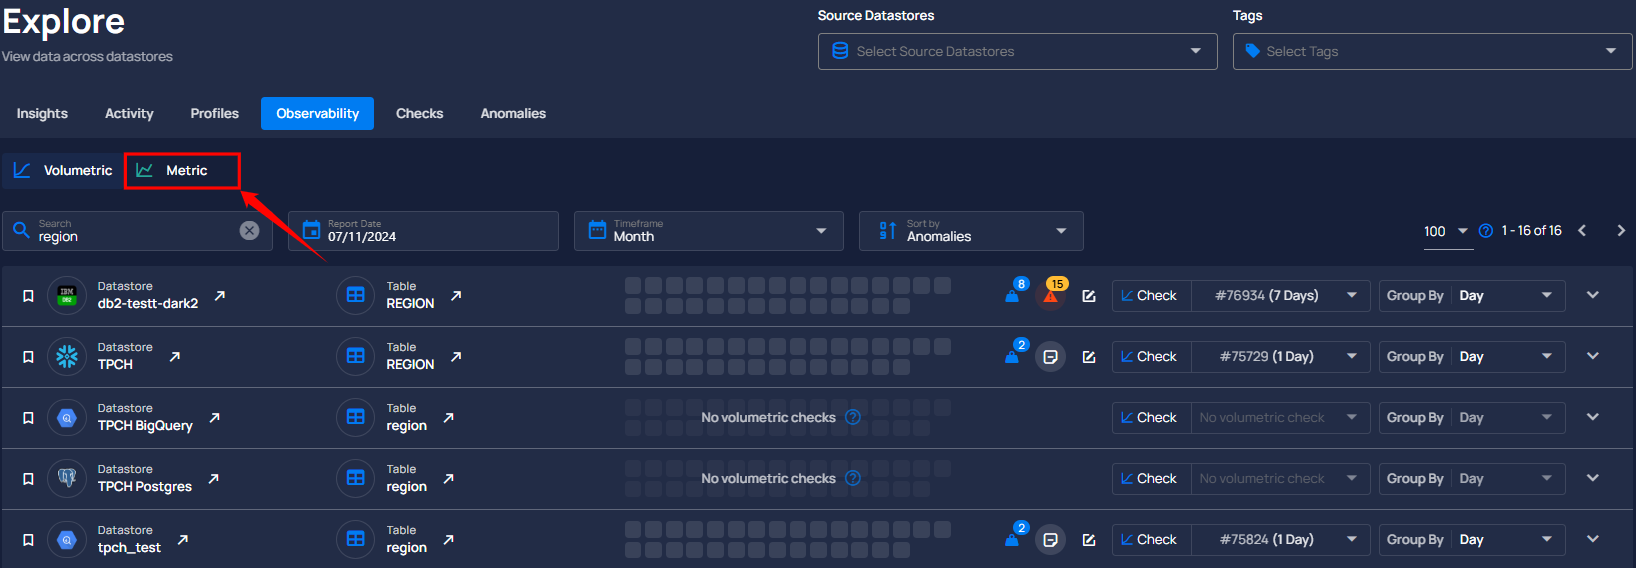 Explore
View data across datastores
Source Datastores
Select Source Datastores
Tags
Select Tags
Insights Activity Profiles Observability Checks Anomalies
Volumetric Metric
Search
region
Report Date
07/11/2024
Timeframe
Month
Sort by
Anomalies
100 1 - 16 of 16
Datastore
db2-testt-dark2
IBM
DB2
Table
REGION
8
15
Check #76934 (7 Days) Group By Day
Datastore
TPCH
Table
REGION
2
Check #75729 (1 Day) Group By Day
Datastore
TPCH BigQuery
Table
region
No volumetric checks
Check No volumetric check Group By Day
Datastore
TPCH Postgres
Table
region
No volumetric checks
Check No volumetric check Group By Day
Datastore
tpch_test
Table
region
2
Check #75824 (1 Day) Group By Day